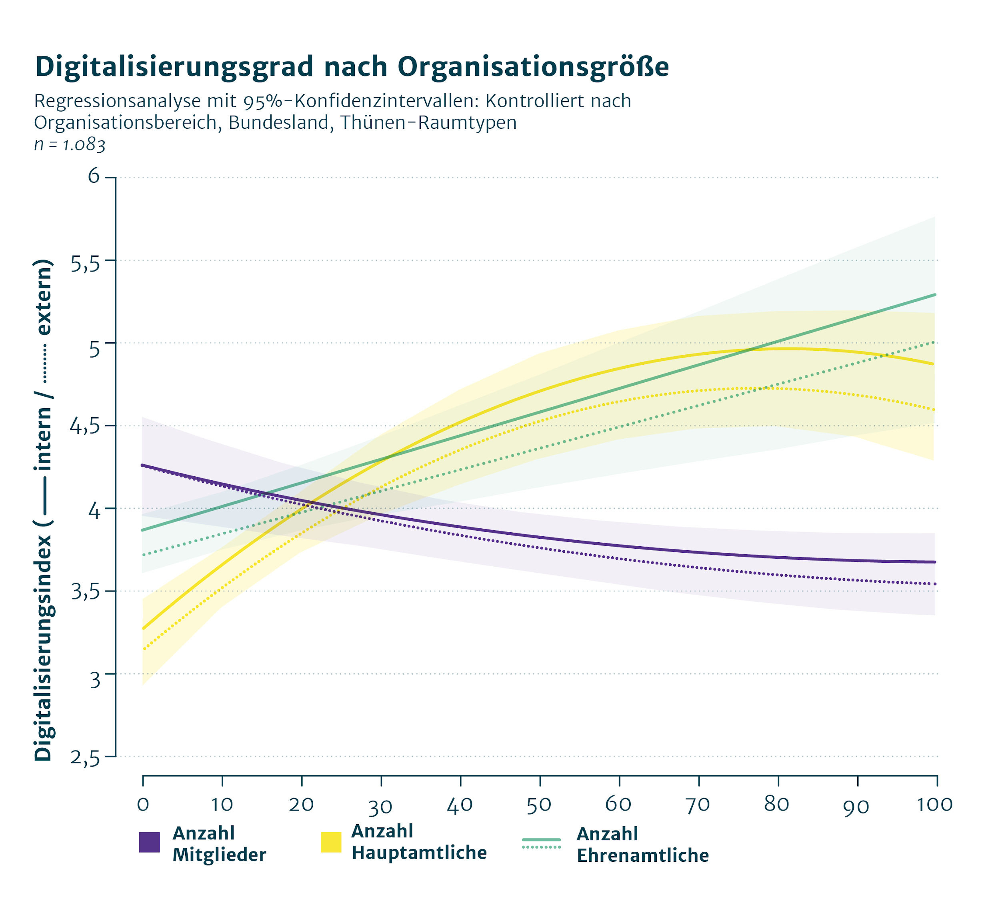 Digitalisierungsgrad nach Organisationsgröße
Regressionsanalyse mit 95%-Konfidenzintervallen: Kontrolliert nach
Organisationsbereich, Bundesland, Thünen-Raumtypen
n = 1.083
Digitalisierungsindex (—— intern / .......... extern)
6
5,5
5
4,5
4
3,5
3
2,5
0 10 20 30 40 50 60 70 80 90 100
Anzahl
Mitglieder
Anzahl
Hauptamtliche
Anzahl
Ehrenamtliche